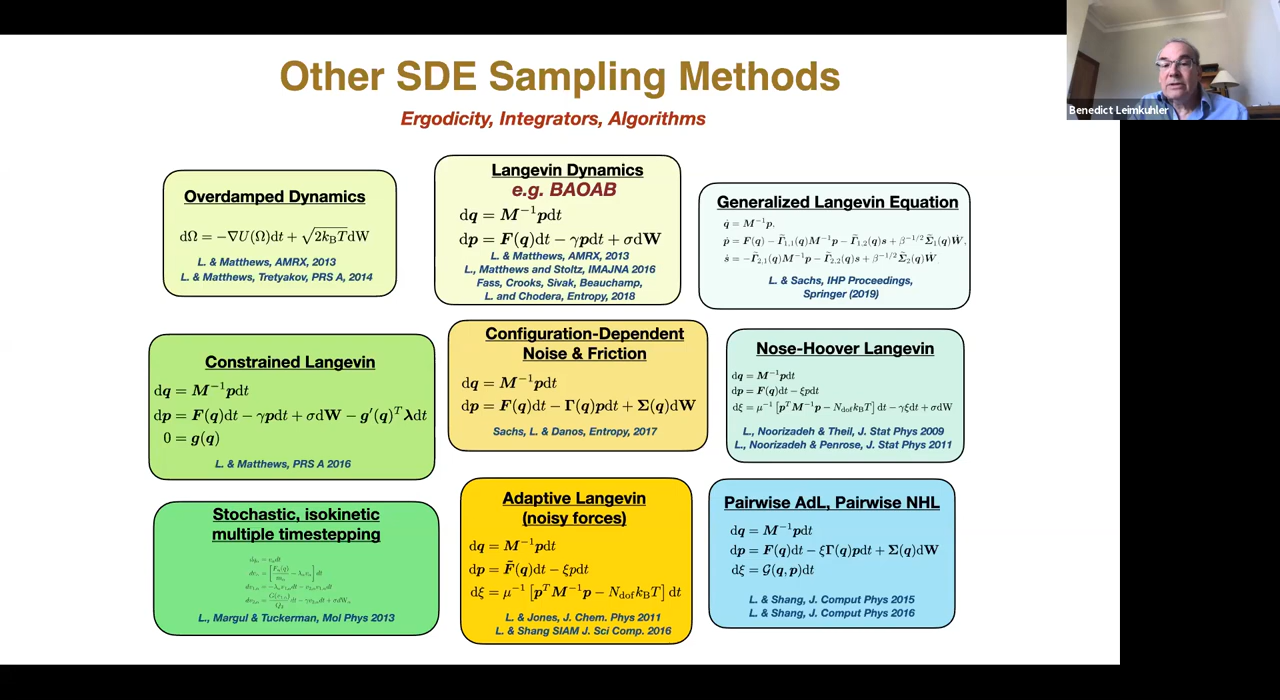 Other SDE Sampling Methods
Ergodicity, Integrators, Algorithms
Benedict Leimkuhler
Overdamped Dynamics
dΩ = −∇U(Ω)dt + √(2k_BT)dW
L. & Matthews, AMRX, 2013
L. & Matthews, Tretyakov, PRS A, 2014
Langevin Dynamics
e.g. BAOAB
dq = M⁻¹pdt
dp = F(q)dt − γpdt + σdW
L. & Matthews, AMRX, 2013
L., Matthews and Stoltz, IMAJNA 2016
Fass, Crooks, Sivak, Beauchamp,
L. and Chodera, Entropy, 2018
Generalized Langevin Equation
q̇ = M⁻¹p,
ṗ = F(q) − Γ̃₁,₁(q)M⁻¹p − Γ̃₁,₂(q)s + β^{−1/2}Σ̃₁(q)Ẇ,
ṡ = −Γ̃₂,₁(q)M⁻¹p − Γ̃₂,₂(q)s + β^{−1/2}Σ̃₂(q)Ẇ.
L. & Sachs, IHP Proceedings,
Springer (2019)
Constrained Langevin
dq = M⁻¹pdt
dp = F(q)dt − γpdt + σdW − g′(q)ᵀλdt
0 = g(q)
L. & Matthews, PRS A 2016
Configuration-Dependent
Noise & Friction
dq = M⁻¹pdt
dp = F(q)dt − Γ(q)pdt + Σ(q)dW
Sachs, L. & Danos, Entropy, 2017
Nose-Hoover Langevin
dq = M⁻¹pdt
dp = F(q)dt − ξpdt
dξ = μ⁻¹ [pᵀM⁻¹p − N_dof k_BT] dt − γξdt + σdW
L., Noorizadeh & Theil, J. Stat Phys 2009
L., Noorizadeh & Penrose, J. Stat Phys 2011
Stochastic, isokinetic
multiple timestepping
L., Margul & Tuckerman, Mol Phys 2013
Adaptive Langevin
(noisy forces)
dq = M⁻¹pdt
dp = F̃(q)dt − ξpdt
dξ = μ⁻¹ [pᵀM⁻¹p − N_dof k_BT] dt
L. & Jones, J. Chem. Phys 2011
L. & Shang SIAM J. Sci Comp. 2016
Pairwise AdL, Pairwise NHL
dq = M⁻¹pdt
dp = F(q)dt − ξΓ(q)pdt + Σ(q)dW
dξ = 𝒢(q, p)dt
L. & Shang, J. Comput Phys 2015
L. & Shang, J. Comput Phys 2016